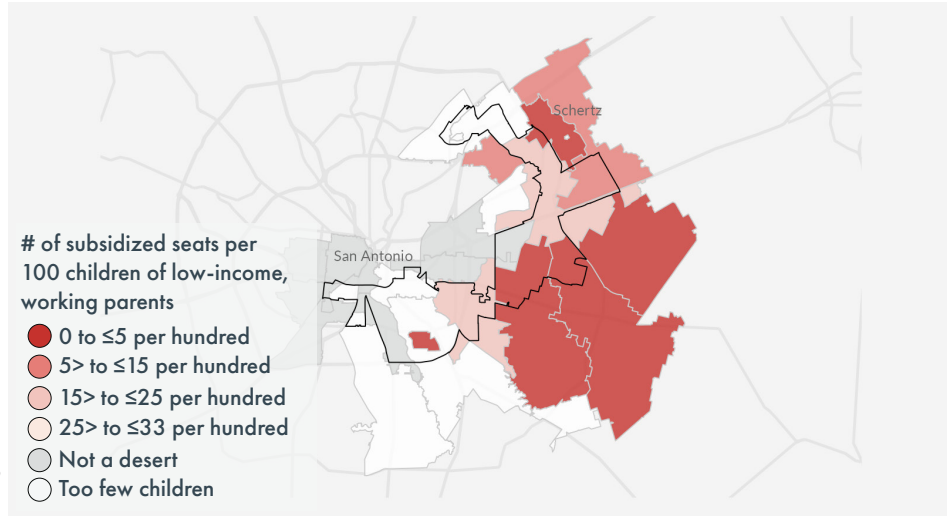 Schertz
San Antonio
# of subsidized seats per
100 children of low-income,
working parents
0 to ≤5 per hundred
5> to ≤15 per hundred
15> to ≤25 per hundred
25> to ≤33 per hundred
Not a desert
Too few children